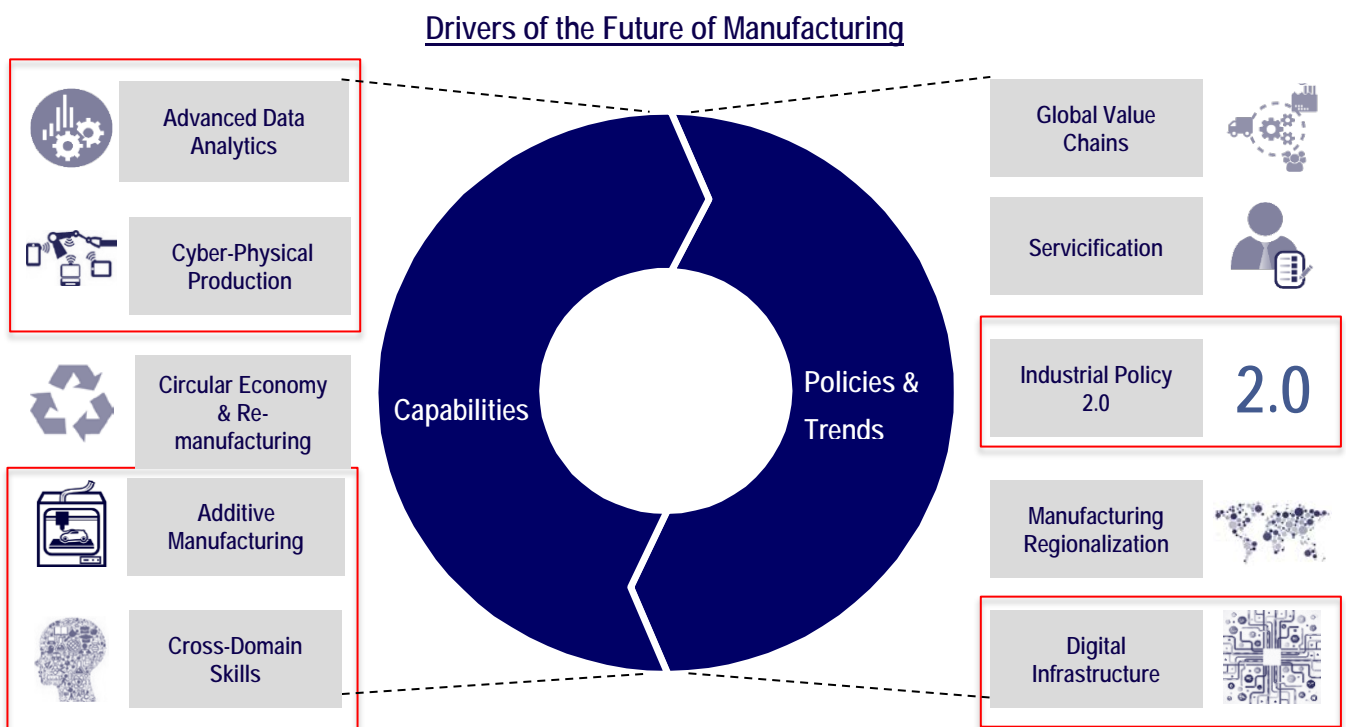 Drivers of the Future of Manufacturing
Advanced Data
Analytics
Cyber-Physical
Production
Circular Economy
& Re-
manufacturing
Additive
Manufacturing
Cross-Domain
Skills
Capabilities
Policies &
Trends
Global Value
Chains
Servicification
Industrial Policy
2.0
2.0
Manufacturing
Regionalization
Digital
Infrastructure